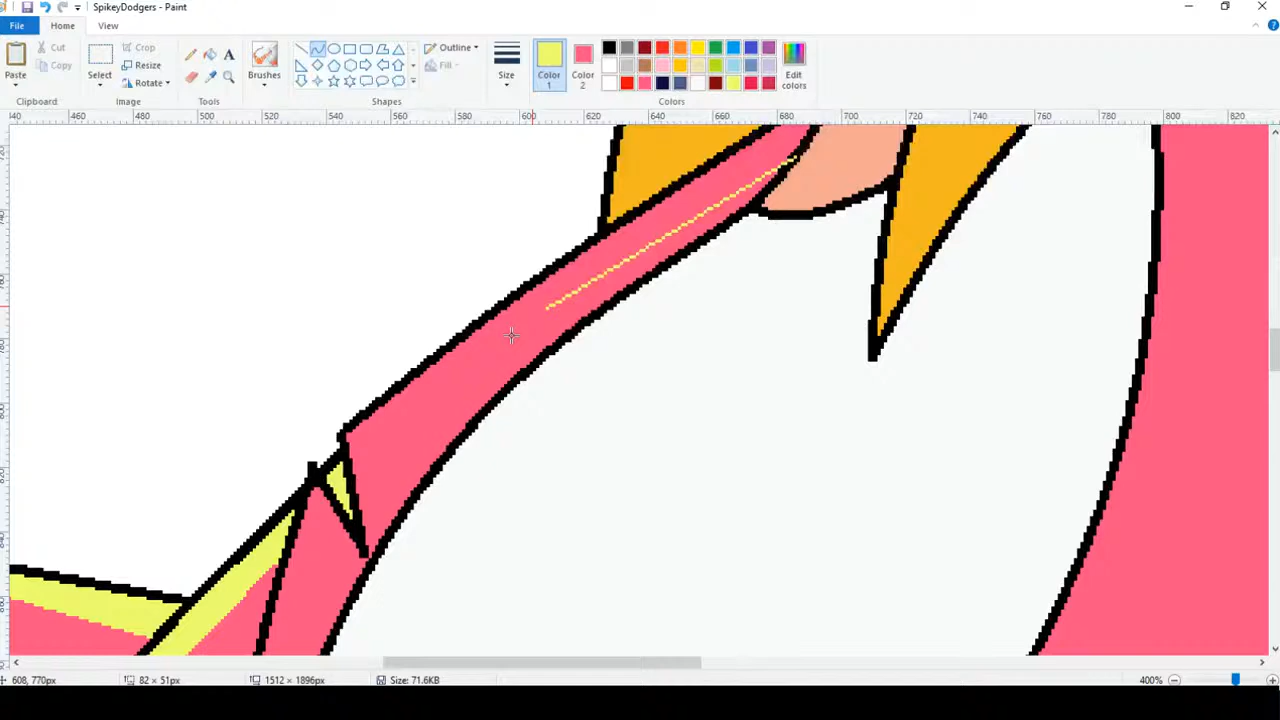 SpikeyDodgers - Paint
File Home View
Paste Cut Copy Clipboard
Select Crop Resize Rotate Image
A Tools
Brushes
Outline Fill Shapes
Size
Color 1 Color 2 Edit colors Colors
460 480 500 520 540 560 580 600 620 640 660 680 700 720 740 760 780 800 820
608, 770px 82 × 51px 1512 × 1896px Size: 71.6KB 400%